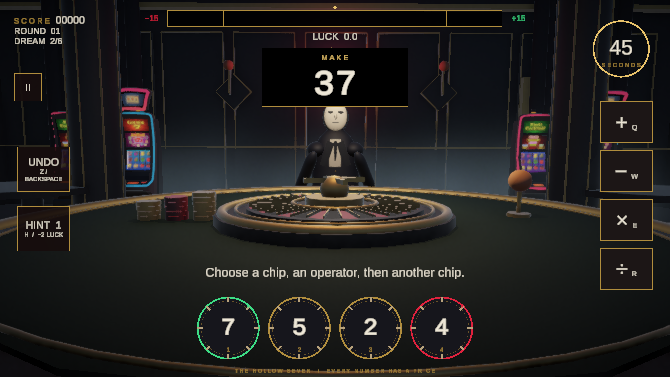 SCORE 00000
ROUND 01
DREAM 2/6
-15
+15
LUCK 0.0
MAKE
37
45
SECONDS
II
UNDO
Z /
BACKSPACE
HINT 1
H / -2 LUCK
+ Q
− W
× E
÷ R
Choose a chip, an operator, then another chip.
7
1
5
2
2
3
4
4